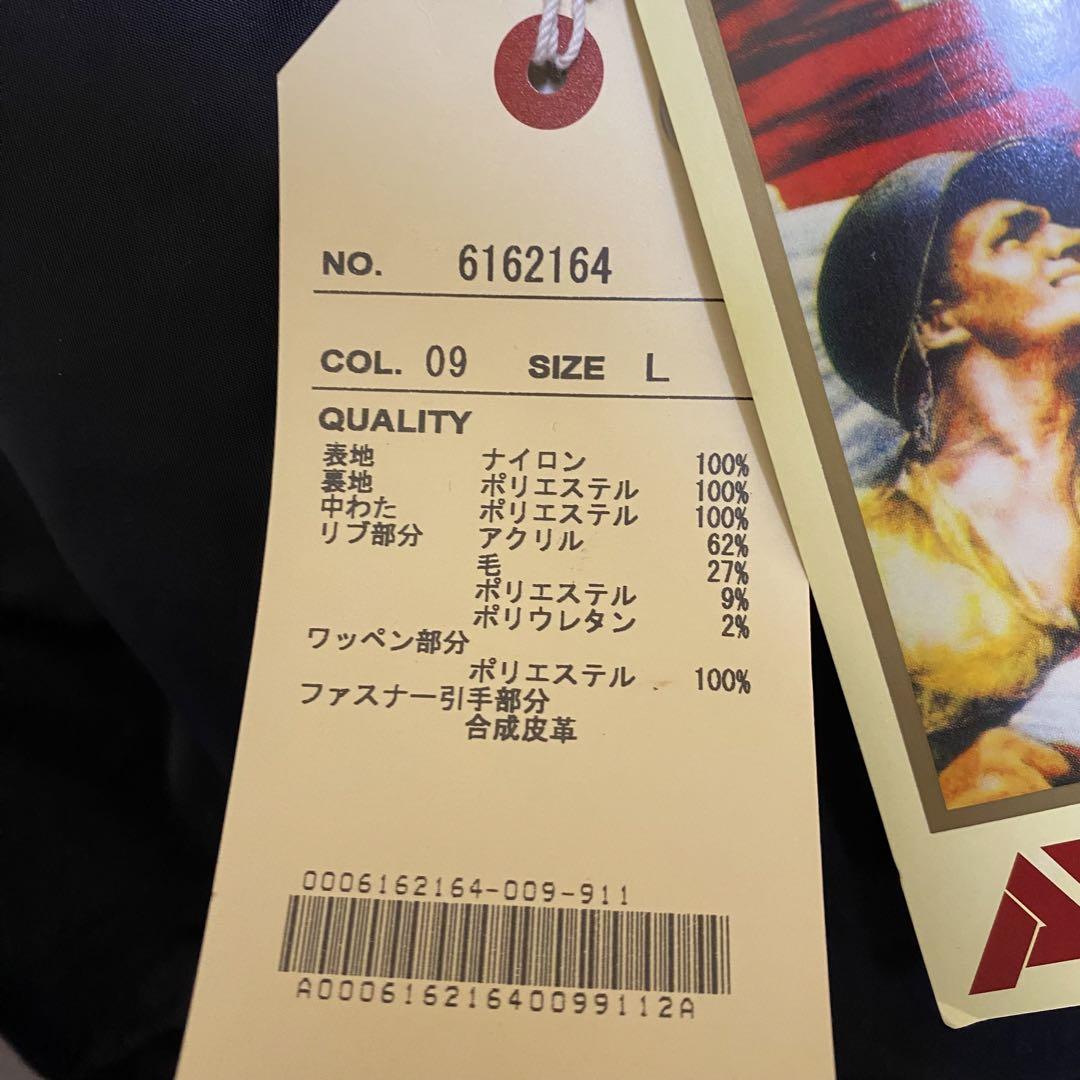 NO. 6162164
COL. 09 SIZE L
QUALITY
表地 ナイロン 100%
裏地 ポリエステル 100%
中わた ポリエステル 100%
リブ部分 アクリル 62%
毛 27%
ポリエステル 9%
ポリウレタン 2%
ワッペン部分
ポリエステル 100%
ファスナー引手部分
合成皮革
0006162164-009-911
A00061621640099112A